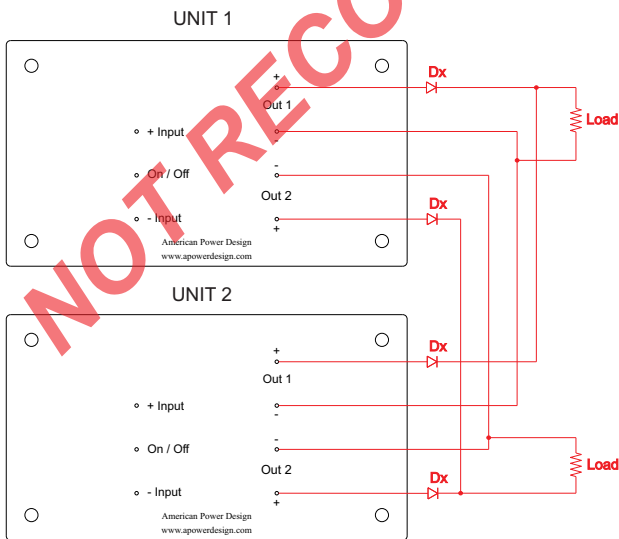 UNIT 1
+
Out 1
-
+ Input
-
On / Off
Out 2
- Input
+
American Power Design
www.apowerdesign.com
Dx
Load
Dx
NOT RECO
UNIT 2
+
Out 1
+ Input
-
-
On / Off
Out 2
- Input
+
American Power Design
www.apowerdesign.com
Dx
Dx
Load